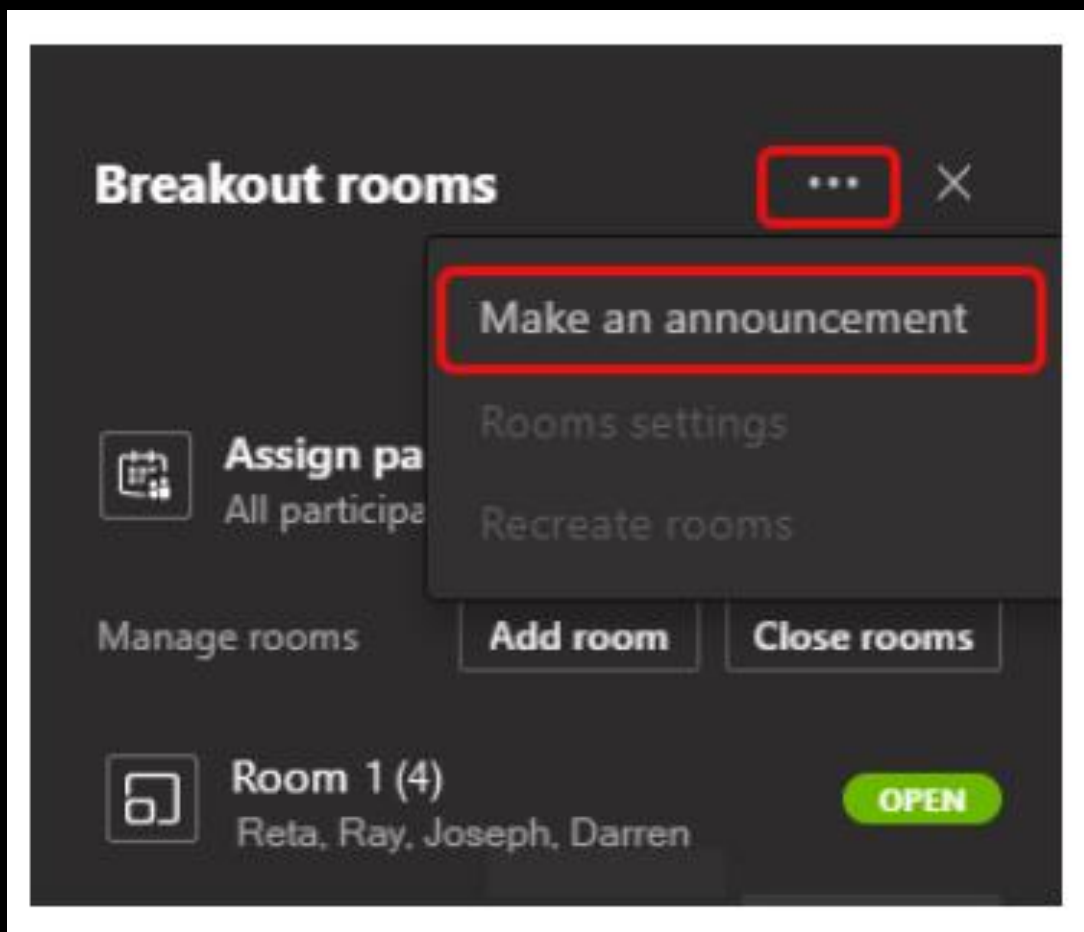 Breakout rooms
Make an announcement
Rooms settings
Assign pa
All participa
Recreate rooms
Manage rooms
Add room
Close rooms
Room 1 (4)
OPEN
Reta, Ray, Joseph, Darren